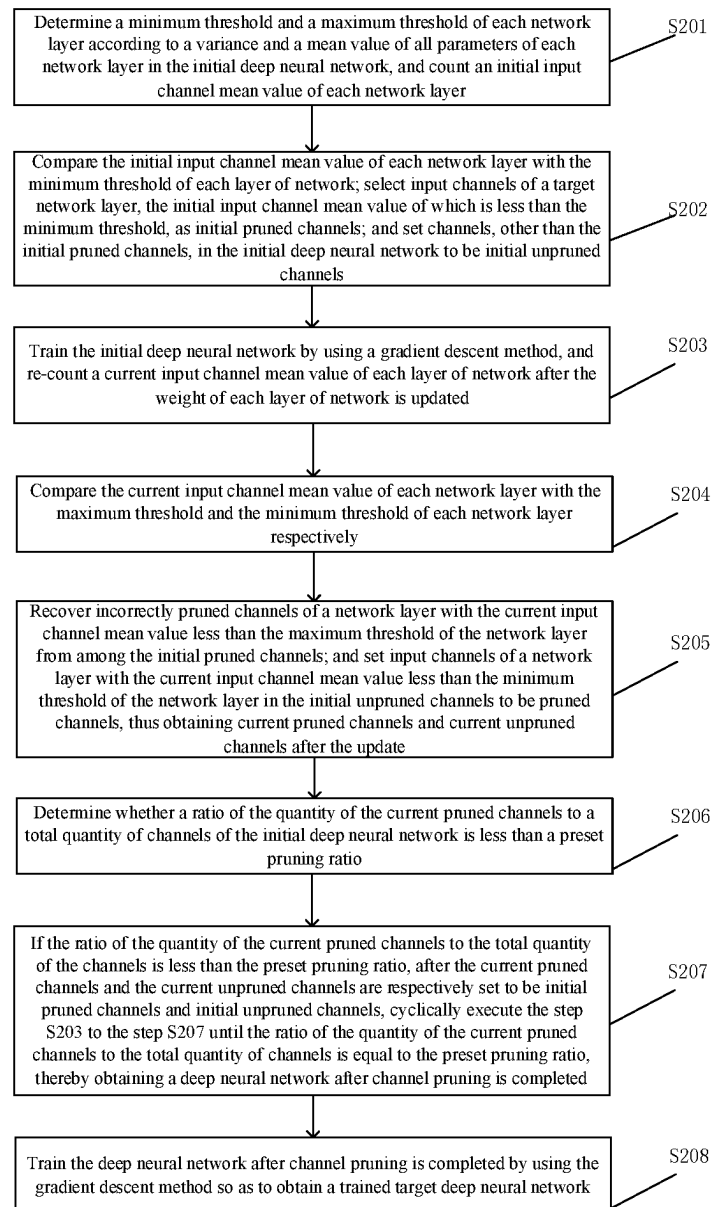 Determine a minimum threshold and a maximum threshold of each network
layer according to a variance and a mean value of all parameters of each
network layer in the initial deep neural network, and count an initial input
channel mean value of each network layer
S201
Compare the initial input channel mean value of each network layer with the
minimum threshold of each layer of network; select input channels of a target
network layer, the initial input channel mean value of which is less than the
minimum threshold, as initial pruned channels; and set channels, other than the
initial pruned channels, in the initial deep neural network to be initial unpruned
channels
S202
Train the initial deep neural network by using a gradient descent method, and
re-count a current input channel mean value of each layer of network after the
weight of each layer of network is updated
S203
Compare the current input channel mean value of each network layer with the
maximum threshold and the minimum threshold of each network layer
respectively
S204
Recover incorrectly pruned channels of a network layer with the current input
channel mean value less than the maximum threshold of the network layer
from among the initial pruned channels; and set input channels of a network
layer with the current input channel mean value less than the minimum
threshold of the network layer in the initial unpruned channels to be pruned
channels, thus obtaining current pruned channels and current unpruned
channels after the update
S205
Determine whether a ratio of the quantity of the current pruned channels to a
total quantity of channels of the initial deep neural network is less than a preset
pruning ratio
S206
If the ratio of the quantity of the current pruned channels to the total quantity
of the channels is less than the preset pruning ratio, after the current pruned
channels and the current unpruned channels are respectively set to be initial
pruned channels and initial unpruned channels, cyclically execute the step
S203 to the step S207 until the ratio of the quantity of the current pruned
channels to the total quantity of channels is equal to the preset pruning ratio,
thereby obtaining a deep neural network after channel pruning is completed
S207
Train the deep neural network after channel pruning is completed by using the
gradient descent method so as to obtain a trained target deep neural network
S208